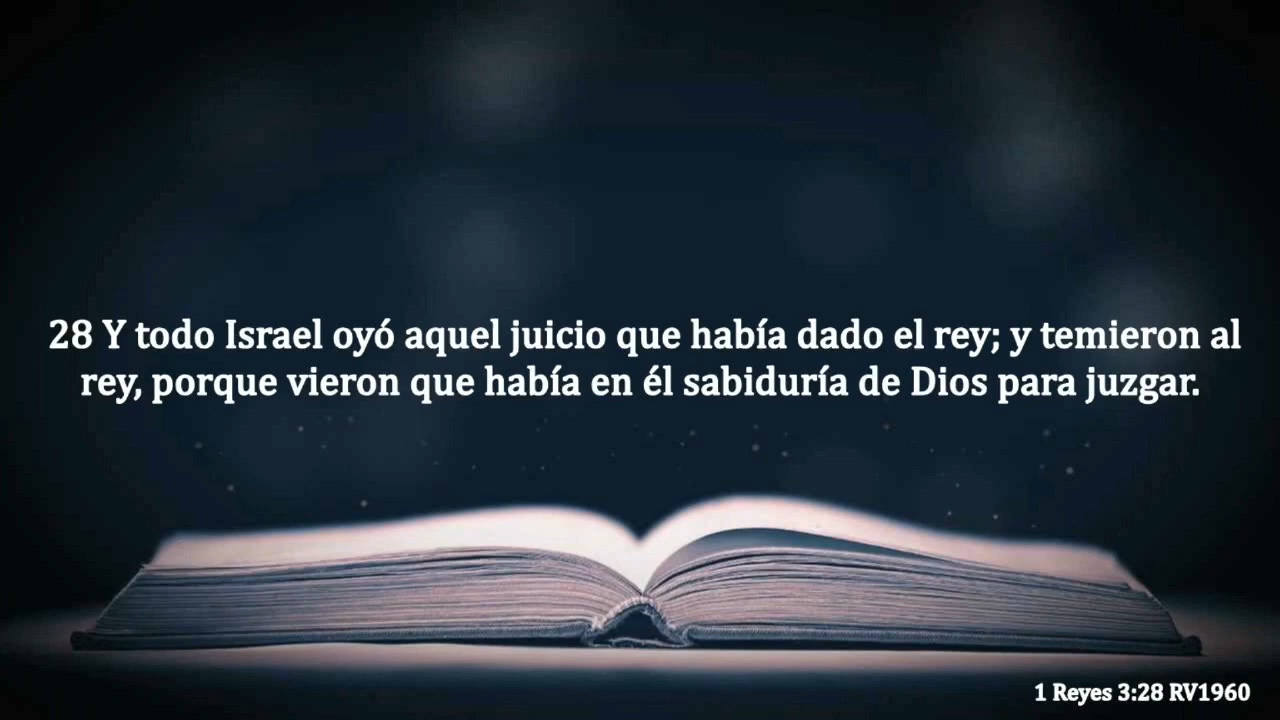 28 Y todo Israel oyó aquel juicio que había dado el rey; y temieron al
rey, porque vieron que había en él sabiduría de Dios para juzgar.
1 Reyes 3:28 RV1960